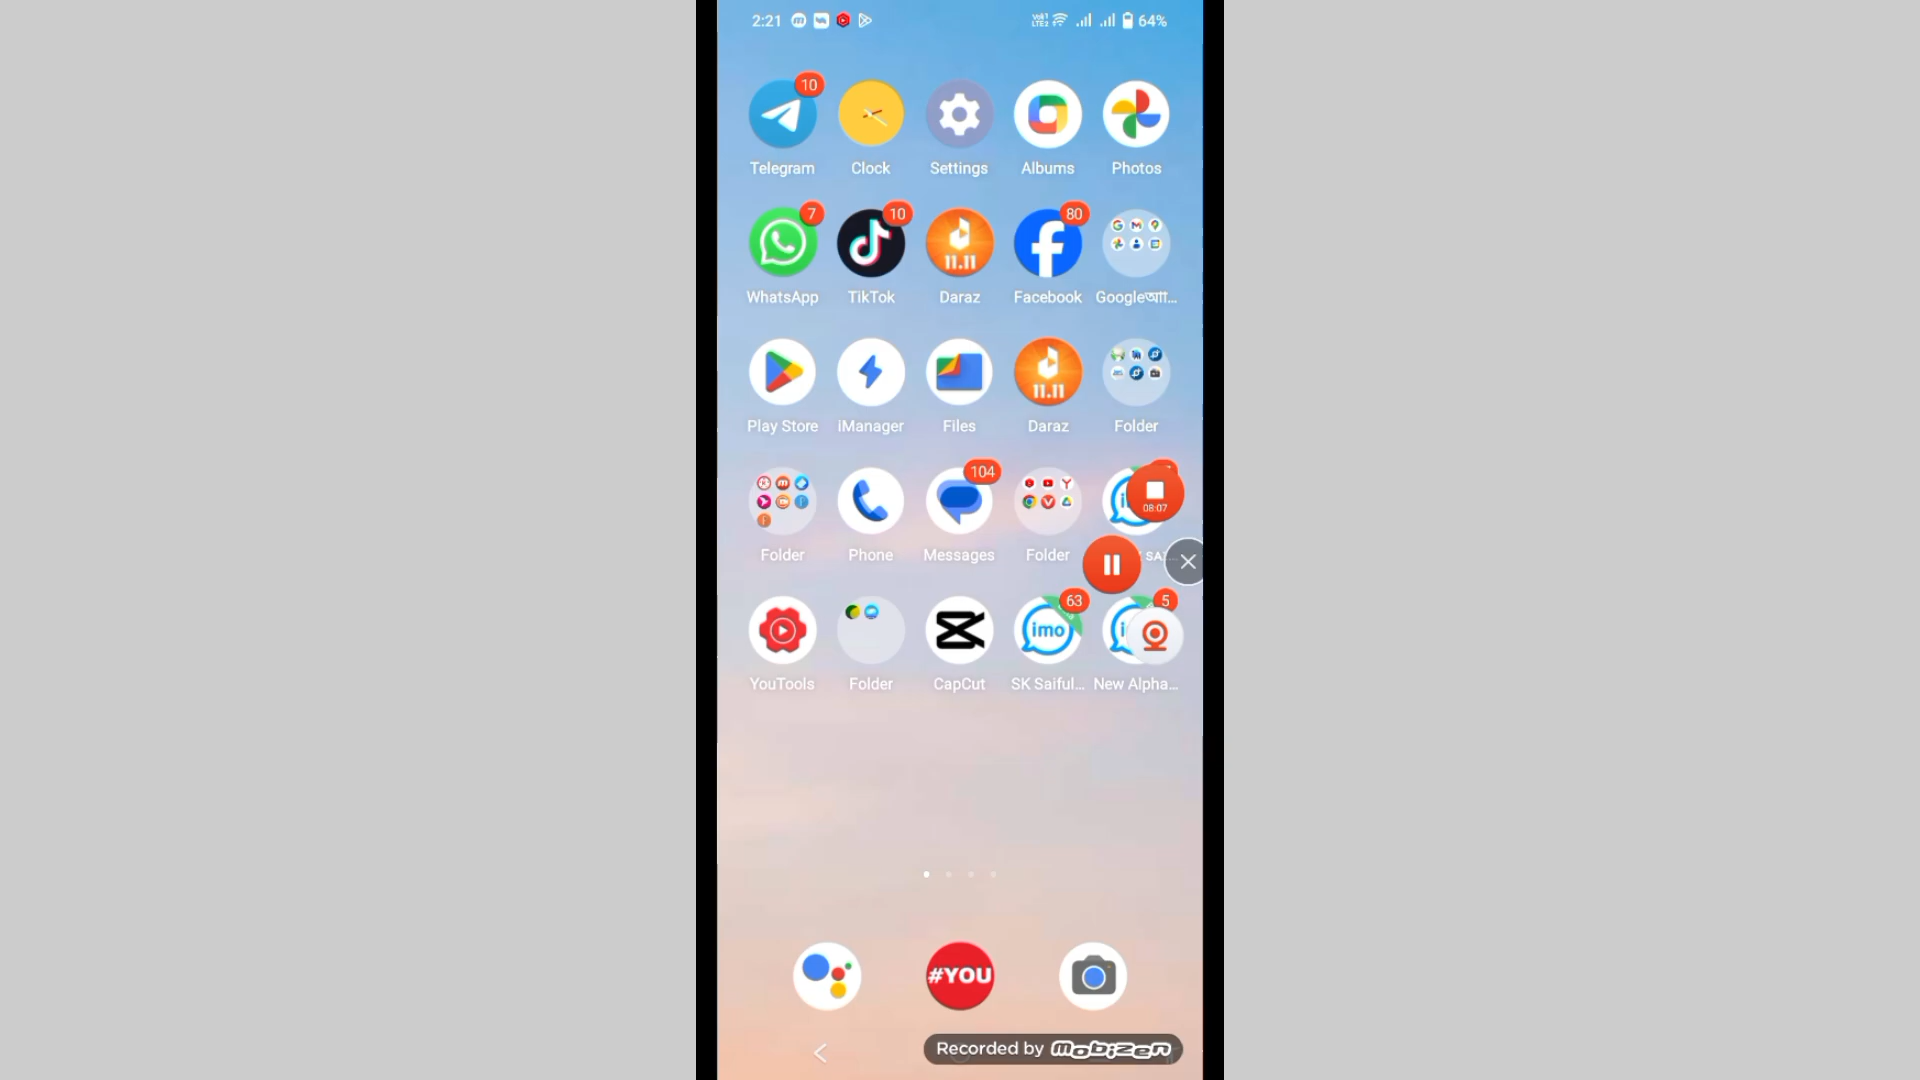 2:21 64%
10
Telegram Clock Settings Albums Photos
7 10 11.11 80
WhatsApp TikTok Daraz Facebook Googleআা...
11.11
Play Store iManager Files Daraz Folder
104
08:07
Folder Phone Messages Folder SA...
imo 63 5
YouTools Folder CapCut SK Saiful... New Alpha...
#YOU
Recorded by mobizen